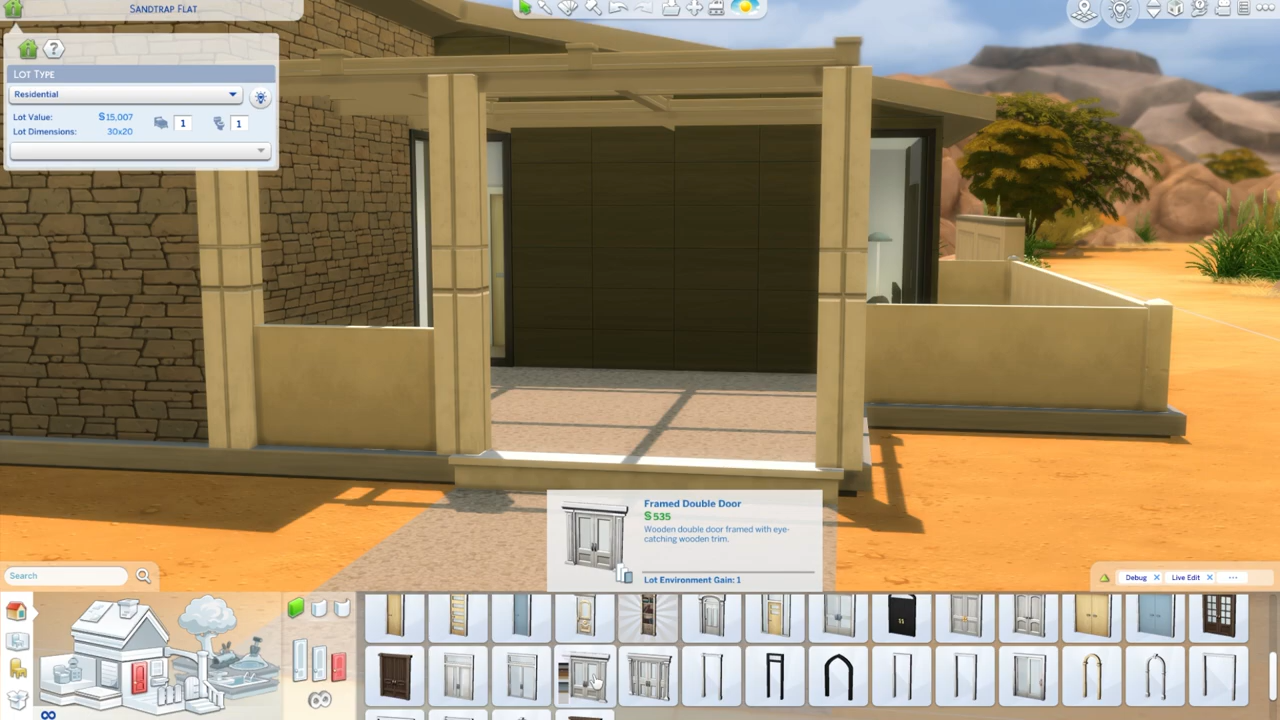 SANDTRAP FLAT
?
LOT TYPE
Residential
Lot Value: §15,007 1 1
Lot Dimensions: 30x20
Framed Double Door
§535
Wooden double door framed with eye-
catching wooden trim.
Lot Environment Gain: 1
Search
Debug X Live Edit X ...